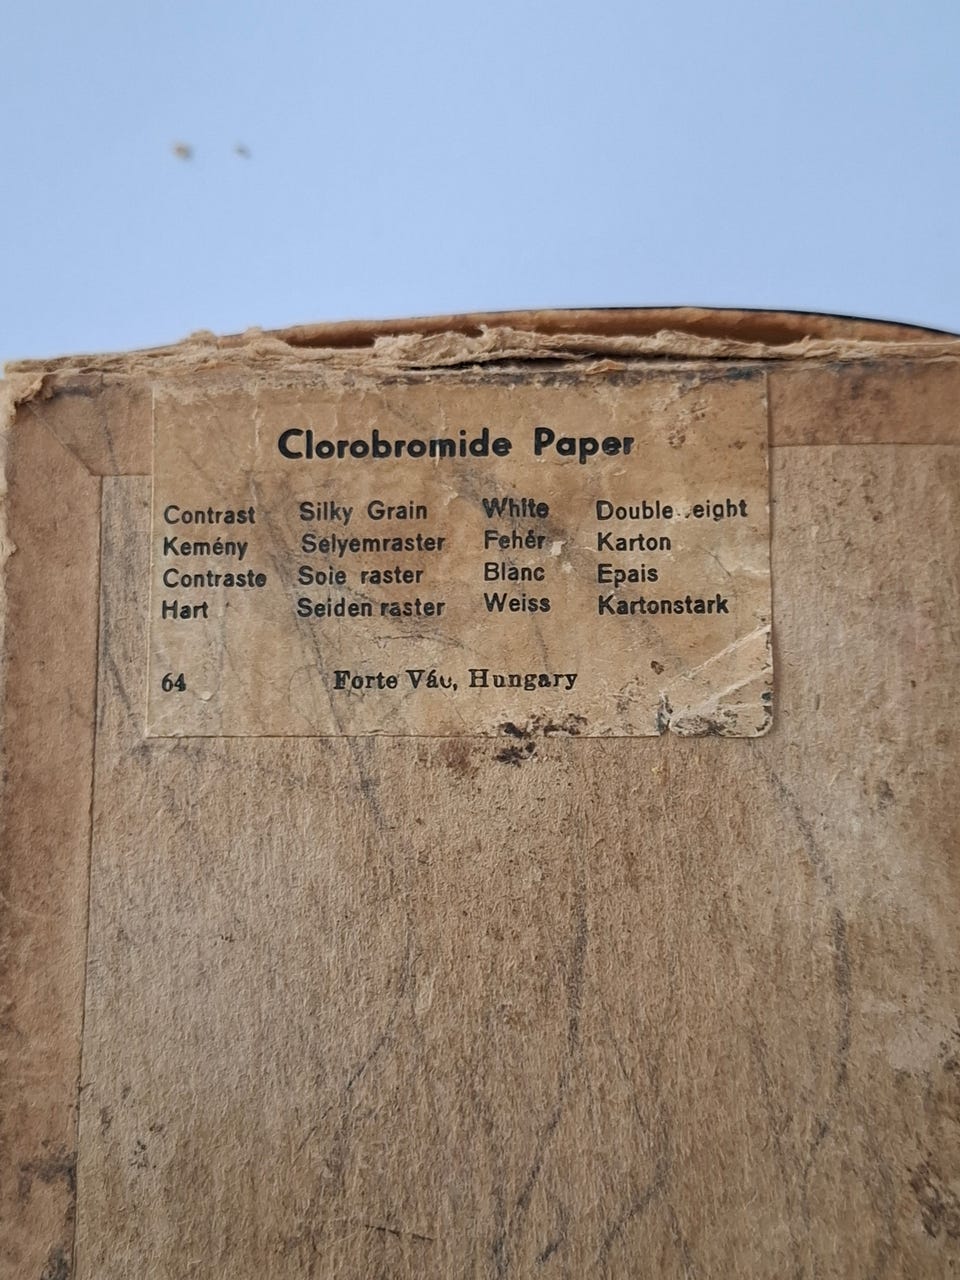 Clorobromide Paper
Contrast Silky Grain White
Kemény Selyemraster Fehér Karton
Contraste Soie raster Blanc Epais
Hart Seiden raster Weiss Kartonstark
64 Forte Vác, Hungary